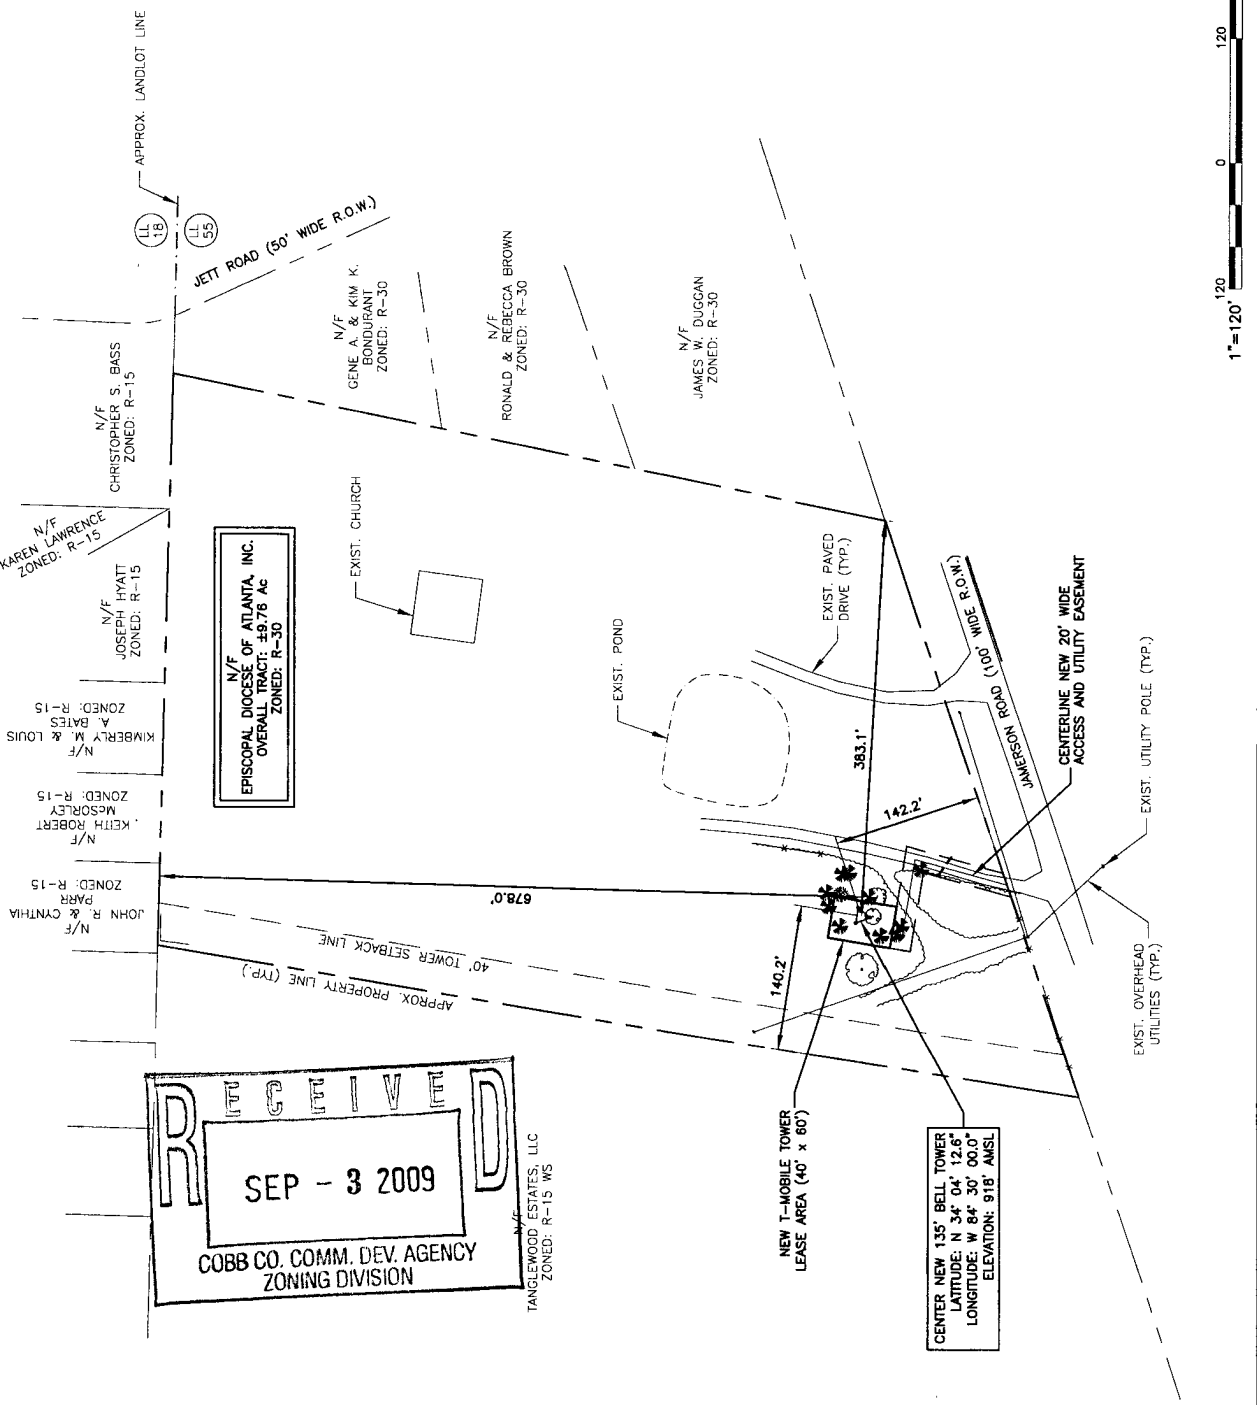 APPROX. LANDLOT LINE
LL
18
LL
55
JETT ROAD (50' WIDE R.O.W.)
N/F
CHRISTOPHER S. BASS
ZONED: R-15
N/F
KAREN LAWRENCE
ZONED: R-15
N/F
JOSEPH HYATT
ZONED: R-15
N/F
KIMBERLY M. & LOUIS
A. BATES
ZONED: R-15
N/F
KEITH ROBERT
McSORLEY
ZONED: R-15
N/F
JOHN R. & CYNTHIA
PARR
ZONED: R-15
N/F
GENE A. & KIM K.
BONDURANT
ZONED: R-30
N/F
RONALD & REBECCA BROWN
ZONED: R-30
N/F
JAMES W. DUGGAN
ZONED: R-30
N/F
EPISCOPAL DIOCESE OF ATLANTA, INC.
OVERALL TRACT: ±9.76 Ac
ZONED: R-30
EXIST. CHURCH
EXIST. POND
EXIST. PAVED
DRIVE (TYP.)
383.1'
142.2'
678.0'
140.2'
40' TOWER SETBACK LINE
APPROX. PROPERTY LINE (TYP.)
JAMERSON ROAD (100' WIDE R.O.W.)
CENTERLINE NEW 20' WIDE
ACCESS AND UTILITY EASEMENT
EXIST. UTILITY POLE (TYP.)
EXIST. OVERHEAD
UTILITIES (TYP.)
NEW T-MOBILE TOWER
LEASE AREA (40' x 60')
CENTER NEW 135' BELL TOWER
LATITUDE: N 34° 04' 12.6"
LONGITUDE: W 84° 30' 00.0"
ELEVATION: 918' AMSL
RECEIVED
SEP - 3 2009
COBB CO. COMM. DEV. AGENCY
ZONING DIVISION
N/F
TANGLEWOOD ESTATES, LLC
ZONED: R-15 WS
1"=120'
120
0
120